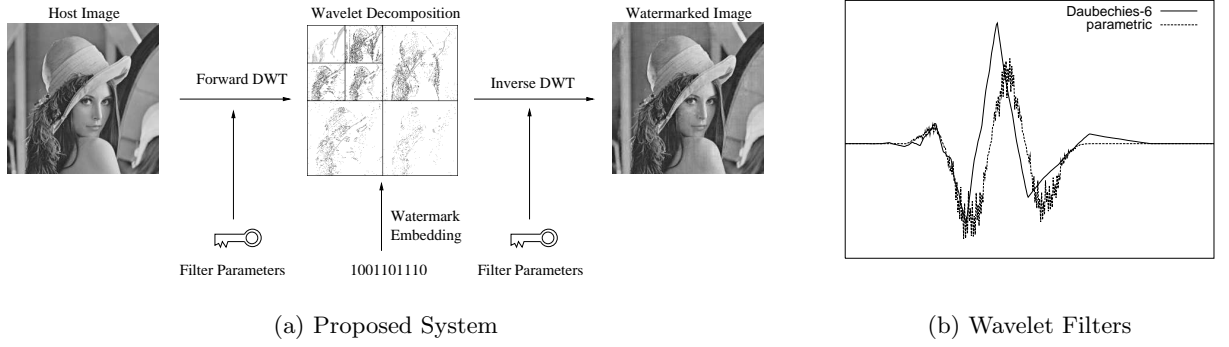 Host Image
Wavelet Decomposition
Watermarked Image
Forward DWT
Inverse DWT
Watermark
Embedding
Filter Parameters
1001101110
Filter Parameters
(a) Proposed System
Daubechies-6
parametric
(b) Wavelet Filters